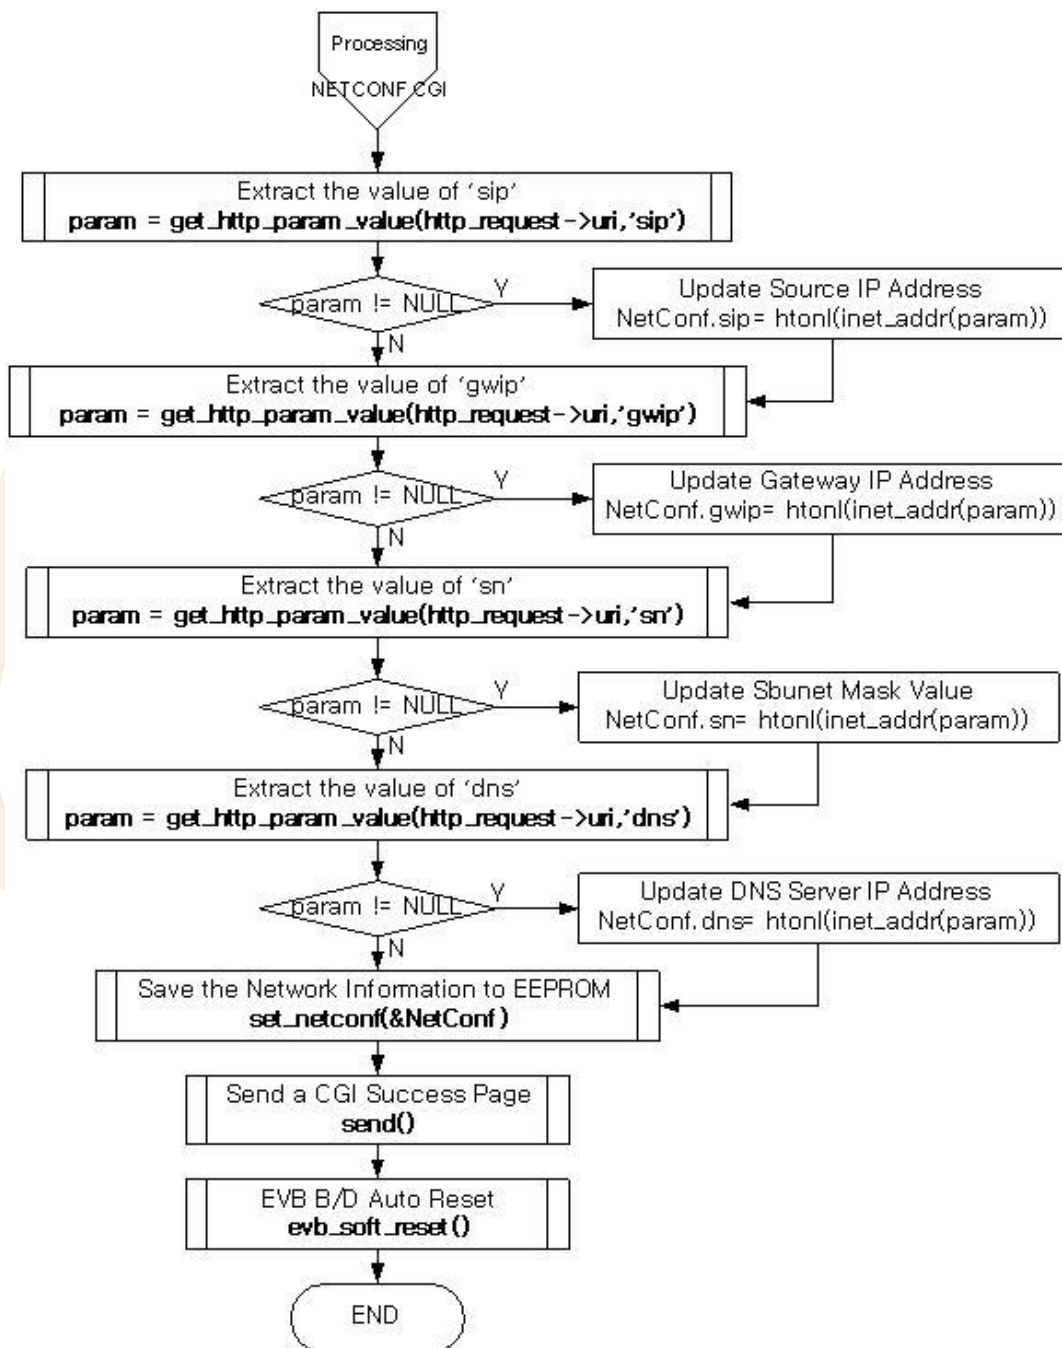 Processing
NETCONF.CGI
Extract the value of 'sip'
param = get_http_param_value(http_request->uri,'sip')
param != NULL
Y
Update Source IP Address
NetConf.sip= htonl(inet_addr(param))
N
Extract the value of 'gwip'
param = get_http_param_value(http_request->uri,'gwip')
param != NULL
Y
Update Gateway IP Address
NetConf.gwip= htonl(inet_addr(param))
N
Extract the value of 'sn'
param = get_http_param_value(http_request->uri,'sn')
param != NULL
Y
Update Sbunet Mask Value
NetConf.sn= htonl(inet_addr(param))
N
Extract the value of 'dns'
param = get_http_param_value(http_request->uri,'dns')
param != NULL
Y
Update DNS Server IP Address
NetConf.dns= htonl(inet_addr(param))
N
Save the Network Information to EEPROM
set_netconf(&NetConf)
Send a CGI Success Page
send()
EVB B/D Auto Reset
evb_soft_reset()
END